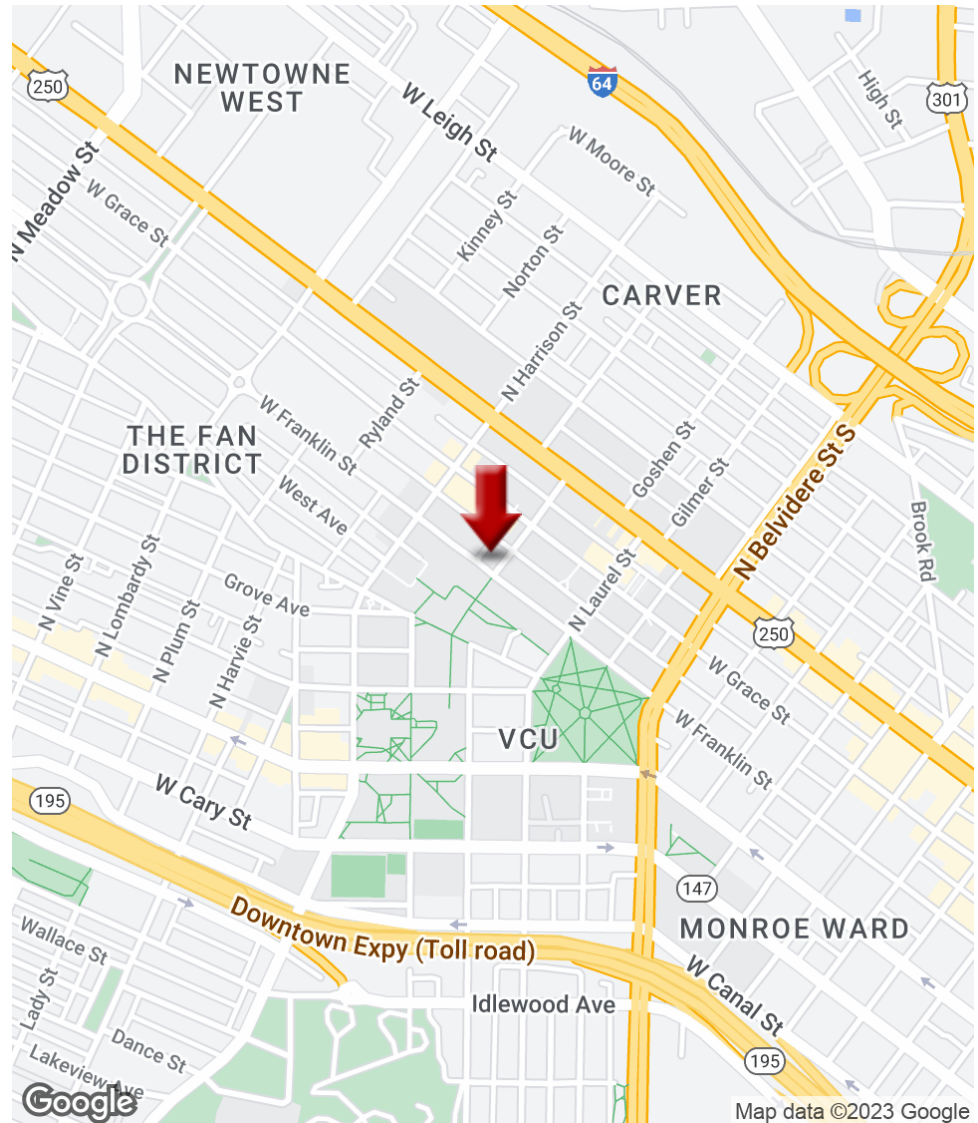 NEWTOWNE
WEST
250
64
301
High St
W Leigh St
W Moore St
N Meadow St
W Grace St
Kinney St
Norton St
CARVER
N Harrison St
Ryland St
W Franklin St
THE FAN
DISTRICT
West Ave
Goshen St
Gilmer St
N Belvidere St S
Brook Rd
N Vine St
N Lombardy St
Grove Ave
N Plum St
N Harvie St
N Laurel St
250
W Grace St
W Franklin St
VCU
195
W Cary St
147
MONROE WARD
Downtown Expy (Toll road)
W Canal St
Wallace St
Lady St
Idlewood Ave
Dance St
195
Lakeview Ave
Google
Map data ©2023 Google